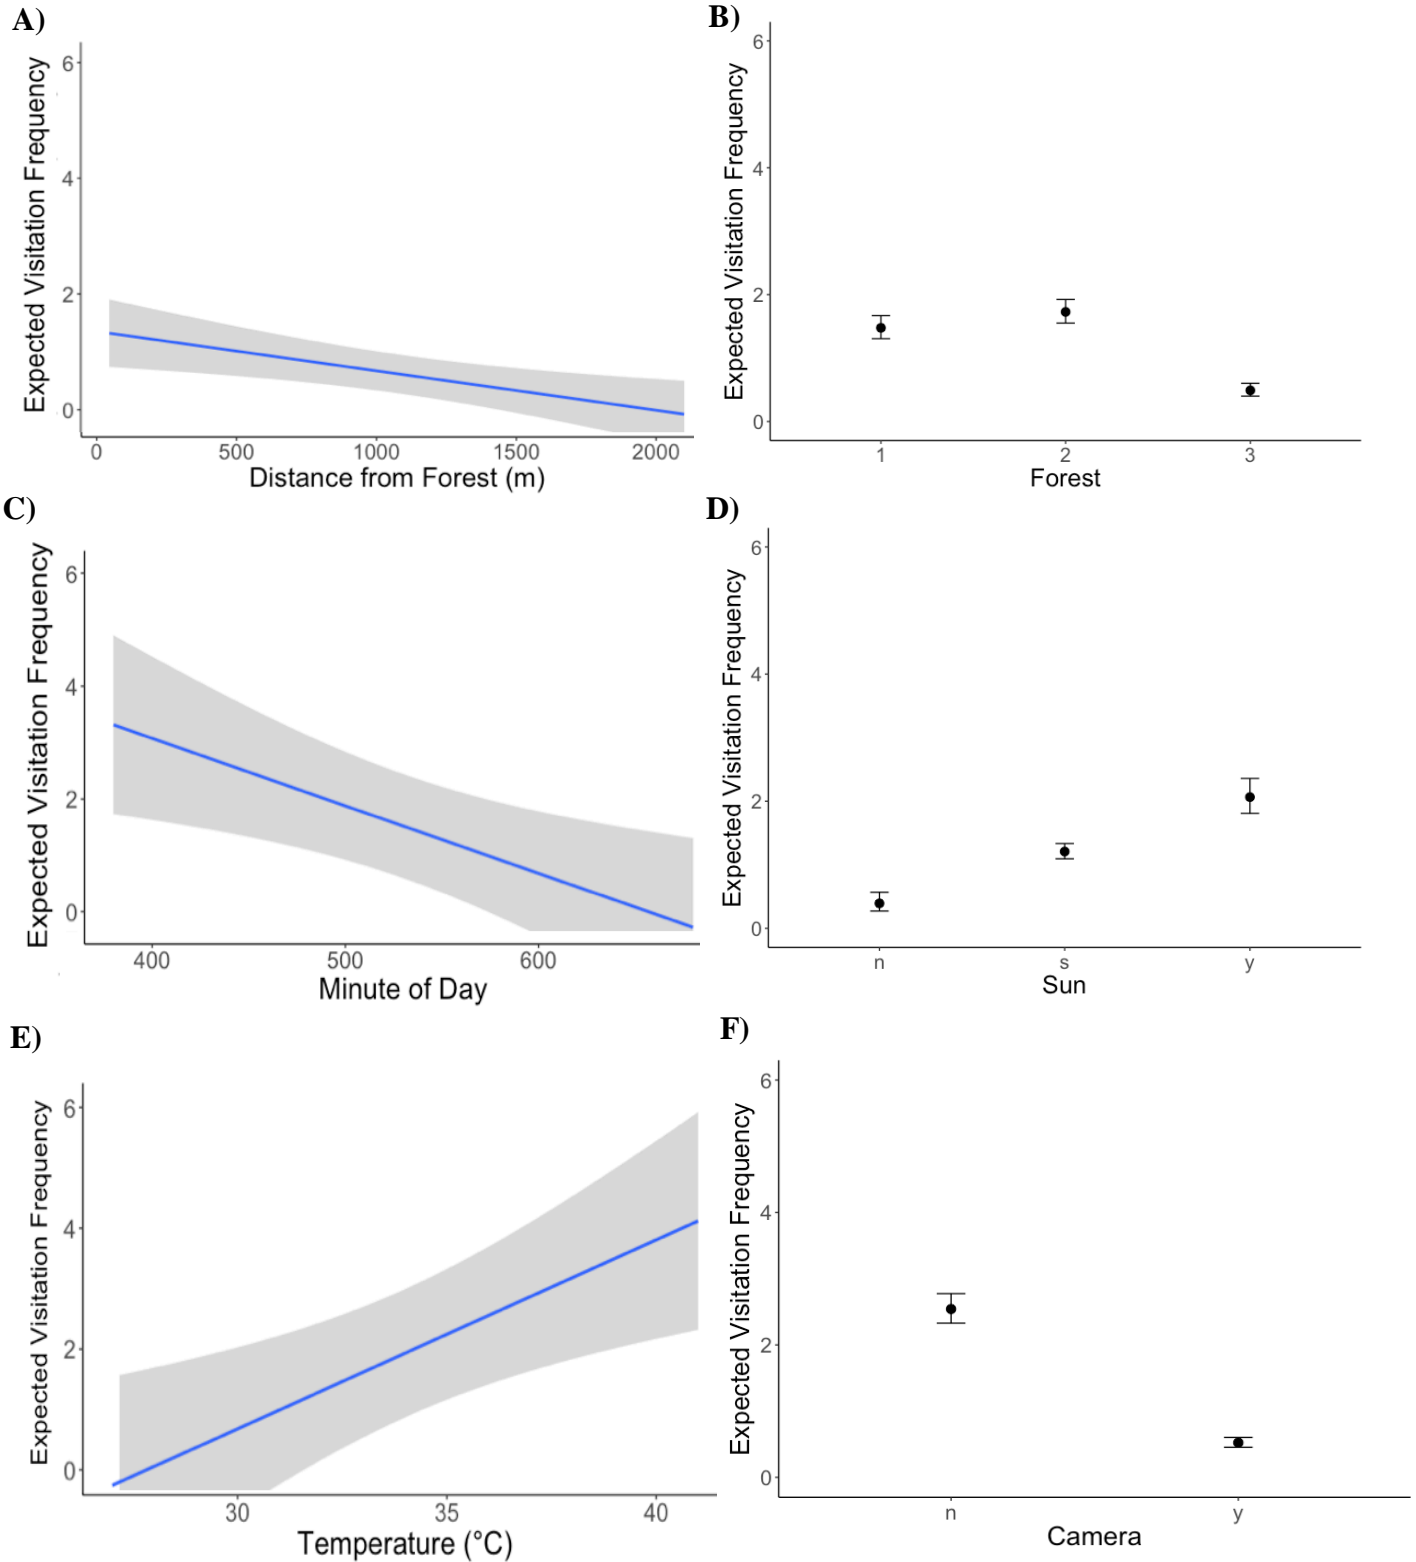 A)
Expected Visitation Frequency
6
4
2
0
0 500 1000 1500 2000
Distance from Forest (m)
B)
Expected Visitation Frequency
6
4
2
0
1 2 3
Forest
C)
Expected Visitation Frequency
6
4
2
0
400 500 600
Minute of Day
D)
Expected Visitation Frequency
6
4
2
0
n s y
Sun
E)
Expected Visitation Frequency
6
4
2
0
30 35 40
Temperature (°C)
F)
Expected Visitation Frequency
6
4
2
0
n y
Camera